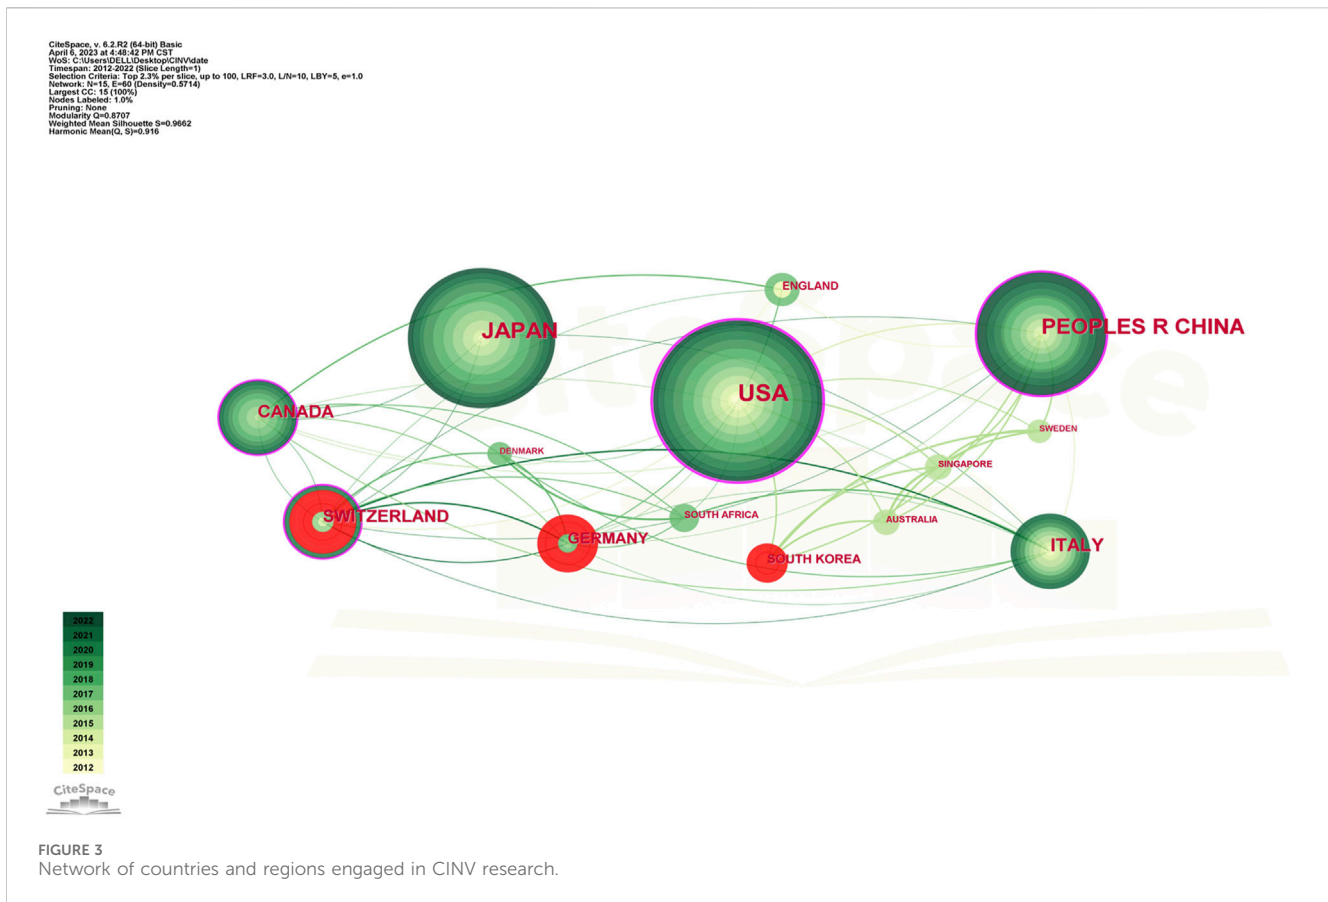 CiteSpace, v. 6.2.R2 (64-bit) Basic
April 6, 2023 at 4:48:42 PM CST
WoS: C:\Users\DELL\Desktop\CINV\date
Timespan: 2012-2022 (Slice Length=1)
Selection Criteria: Top 2.3% per slice, up to 100, LRF=3.0, L/N=10, LBY=5, e=1.0
Network: N=15, E=60 (Density=0.5714)
Largest CC: 15 (100%)
Nodes Labeled: 1.0%
Pruning: None
Modularity Q=0.8707
Weighted Mean Silhouette S=0.9662
Harmonic Mean(Q, S)=0.916
ENGLAND
JAPAN
PEOPLES R CHINA
USA
CANADA
SWEDEN
DENMARK
SINGAPORE
SWITZERLAND
SOUTH AFRICA
AUSTRALIA
GERMANY
ITALY
SOUTH KOREA
2022
2021
2020
2019
2018
2017
2016
2015
2014
2013
2012
CiteSpace
FIGURE 3
Network of countries and regions engaged in CINV research.